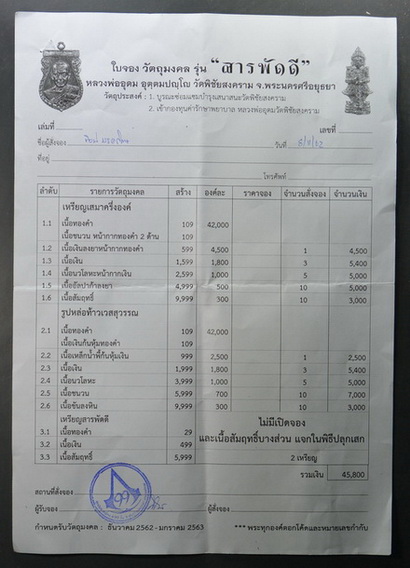 ใบจอง วัตถุมงคล รุ่น "สารพัดดี"
หลวงพ่ออุดม อุตฺตมปญฺโญ วัดพิชัยสงคราม จ.พระนครศรีอยุธยา
วัตถุประสงค์ : 1. บูรณะซ่อมแซมบำรุงเสนาสนะวัดพิชัยสงคราม
2. เข้ากองทุนค่ารักษาพยาบาล หลวงพ่ออุดมวัดพิชัยสงคราม
เล่มที่ เลขที่
ชื่อผู้สั่งจอง วันที่
ที่อยู่
โทรศัพท์
ลำดับ รายการวัตถุมงคล สร้าง องค์ละ ราคาจอง จำนวนสั่งจอง จำนวนเงิน
เหรียญเสมาครึ่งองค์
1.1 เนื้อทองคำ 109 42,000
เนื้อชนวน หน้ากากทองคำ 2 ด้าน 109
1.2 เนื้อเงินลงยาหน้ากากทองคำ 599 4,500 1 4,500
1.3 เนื้อเงิน 1,599 1,800 3 5,400
1.4 เนื้อนวโลหะหน้ากากเงิน 2,599 1,000 5 5,000
1.5 เนื้ออัลปาก้าลงยา 4,999 500 10 5,000
1.6 เนื้อสัมฤทธิ์ 9,999 300 10 3,000
รูปหล่อท้าวเวสสุวรรณ
2.1 เนื้อทองคำ 109 42,000
เนื้อเงินก้นหุ้มทองคำ 109
2.2 เนื้อเหล็กน้ำพี้ก้นหุ้มเงิน 999 2,500 1 2,500
2.3 เนื้อเงิน 1,999 1,800 3 5,400
2.4 เนื้อนวโลหะ 3,999 1,000 5 5,000
2.5 เนื้อชนวน 5,999 700 10 7,000
2.6 เนื้อขันลงหิน 9,999 300 10 3,000
เหรียญสารพัดดี ไม่มีเปิดจอง
3.1 เนื้อทองคำ 29 และเนื้อสัมฤทธิ์บางส่วน แจกในพิธีปลุกเสก
3.2 เนื้อเงิน 499
3.3 เนื้อสัมฤทธิ์ 5,999 2 เหรียญ
รวมเงิน 45,800
สถานที่สั่งจอง
ผู้รับจอง ผู้สั่งจอง
กำหนดรับวัตถุมงคล : ธันวาคม 2562 - มกราคม 2563 *** พระทุกองค์ตอกโค้ดและหมายเลขกำกับ